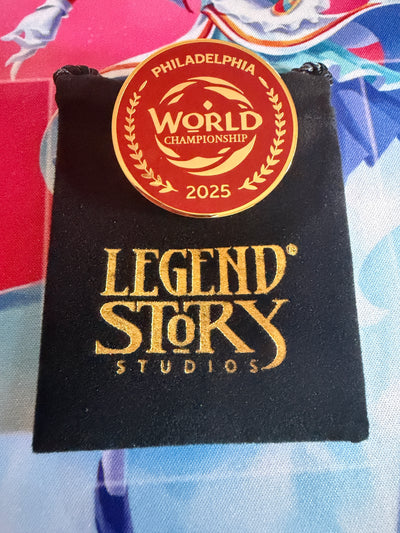 PHILADELPHIA
WORLD
CHAMPIONSHIP
2025
LEGEND®
STORY
STUDIOS